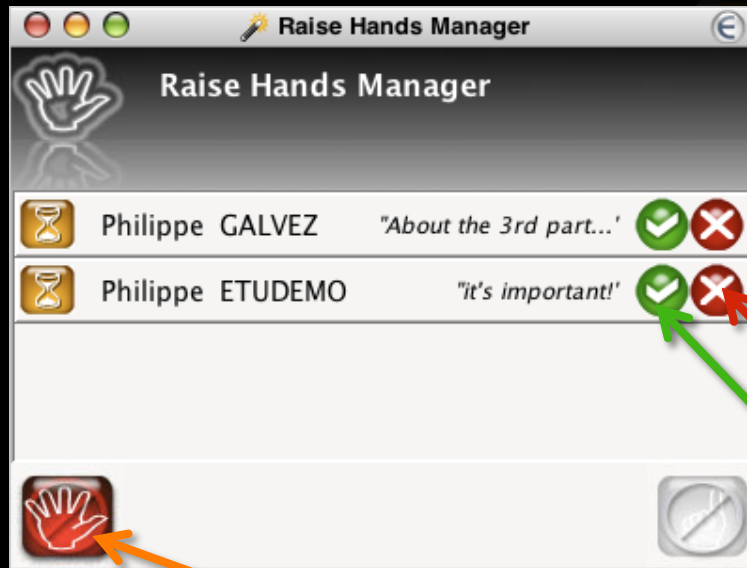 Raise Hands Manager
Raise Hands Manager
Philippe GALVEZ "About the 3rd part...'
Philippe ETUDEMO "it's important!'